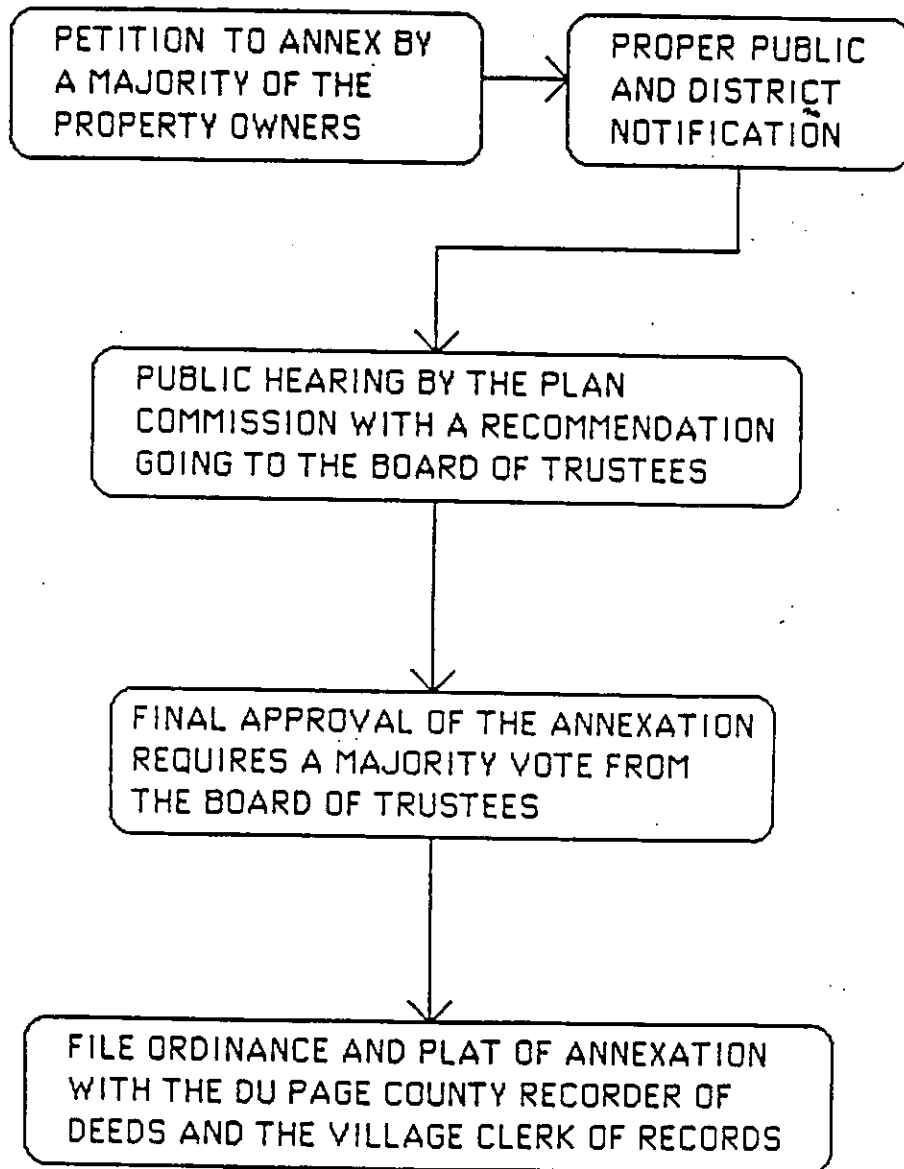 PETITION TO ANNEX BY
A MAJORITY OF THE
PROPERTY OWNERS
PROPER PUBLIC
AND DISTRICT
NOTIFICATION
PUBLIC HEARING BY THE PLAN
COMMISSION WITH A RECOMMENDATION
GOING TO THE BOARD OF TRUSTEES
FINAL APPROVAL OF THE ANNEXATION
REQUIRES A MAJORITY VOTE FROM
THE BOARD OF TRUSTEES
FILE ORDINANCE AND PLAT OF ANNEXATION
WITH THE DU PAGE COUNTY RECORDER OF
DEEDS AND THE VILLAGE CLERK OF RECORDS